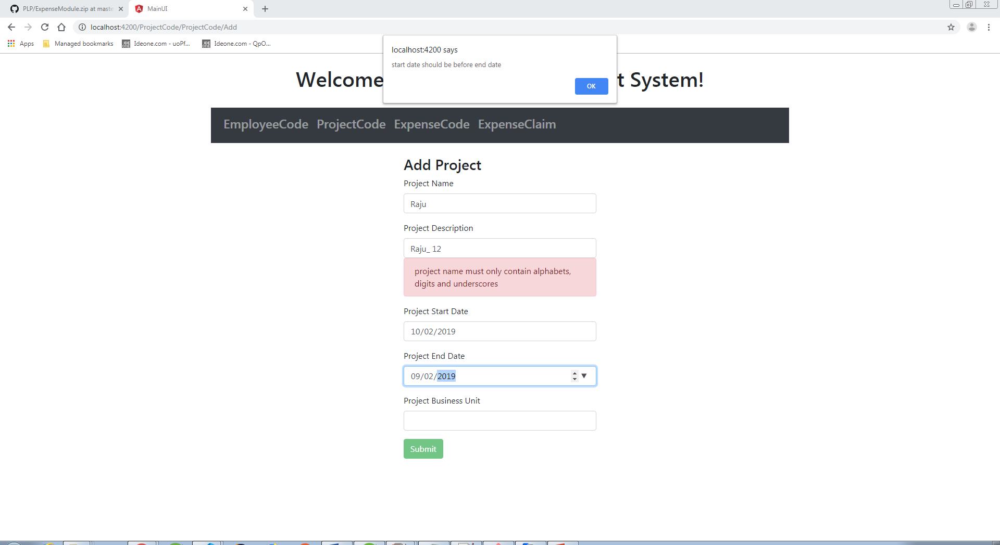 PLP/ExpenseModule.zip at maste
MainUI
localhost:4200/ProjectCode/ProjectCode/Add
Apps
Managed bookmarks
Ideone.com - uoPf...
Ideone.com - QpO...
localhost:4200 says
start date should be before end date
OK
Welcome t System!
EmployeeCode ProjectCode ExpenseCode ExpenseClaim
Add Project
Project Name
Raju
Project Description
Raju_ 12
project name must only contain alphabets,
digits and underscores
Project Start Date
10/02/2019
Project End Date
09/02/2019
Project Business Unit
Submit